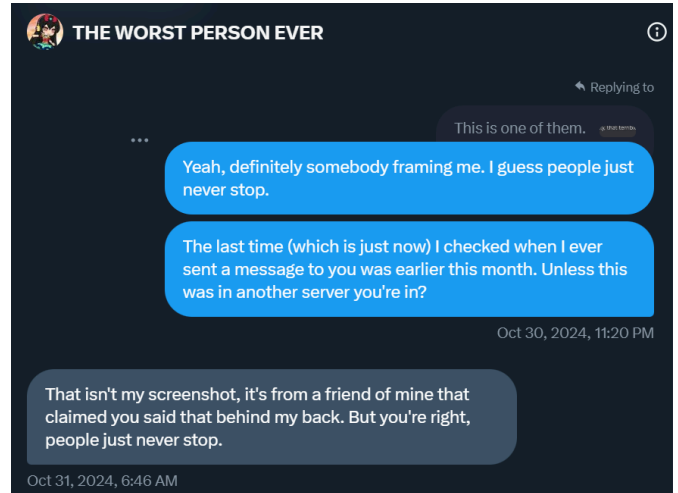 THE WORST PERSON EVER
Replying to
This is one of them.
Yeah, definitely somebody framing me. I guess people just
never stop.
The last time (which is just now) I checked when I ever
sent a message to you was earlier this month. Unless this
was in another server you're in?
Oct 30, 2024, 11:20 PM
That isn't my screenshot, it's from a friend of mine that
claimed you said that behind my back. But you're right,
people just never stop.
Oct 31, 2024, 6:46 AM